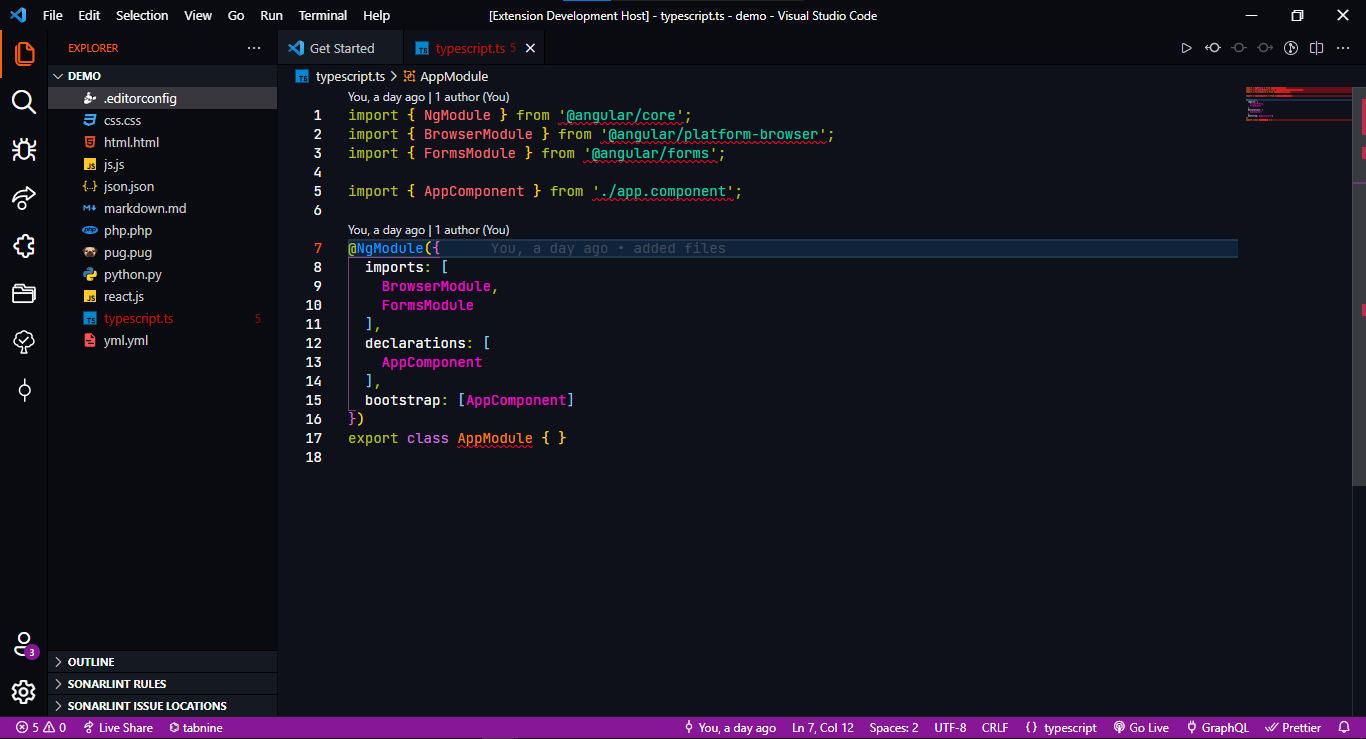 File Edit Selection View Go Run Terminal Help [Extension Development Host] - typescript.ts - demo - Visual Studio Code
EXPLORER
Get Started
typescript.ts 5
DEMO
.editorconfig
css.css
html.html
js.js
json.json
markdown.md
php.php
pug.pug
python.py
react.js
typescript.ts 5
yml.yml
OUTLINE
SONARLINT RULES
SONARLINT ISSUE LOCATIONS
3
typescript.ts > AppModule
You, a day ago | 1 author (You)
1 import { NgModule } from '@angular/core';
2 import { BrowserModule } from '@angular/platform-browser';
3 import { FormsModule } from '@angular/forms';
4
5 import { AppComponent } from './app.component';
6
You, a day ago | 1 author (You)
7 @NgModule({ You, a day ago • added files
8 imports: [
9 BrowserModule,
10 FormsModule
11 ],
12 declarations: [
13 AppComponent
14 ],
15 bootstrap: [AppComponent]
16 })
17 export class AppModule { }
18
5 0 Live Share tabnine You, a day ago Ln 7, Col 12 Spaces: 2 UTF-8 CRLF {} typescript Go Live GraphQL Prettier